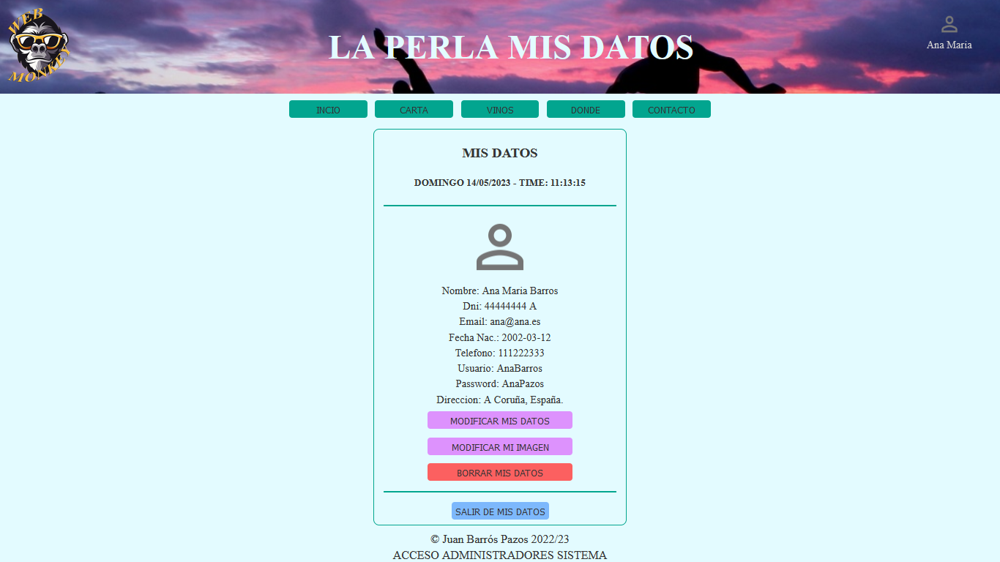 WEB
MONKEY
LA PERLA MIS DATOS
Ana Maria
INCIO
CARTA
VINOS
DONDE
CONTACTO
MIS DATOS
DOMINGO 14/05/2023 - TIME: 11:13:15
Nombre: Ana Maria Barros
Dni: 44444444 A
Email: ana@ana.es
Fecha Nac.: 2002-03-12
Telefono: 111222333
Usuario: AnaBarros
Password: AnaPazos
Direccion: A Coruña, España.
MODIFICAR MIS DATOS
MODIFICAR MI IMAGEN
BORRAR MIS DATOS
SALIR DE MIS DATOS
© Juan Barrós Pazos 2022/23
ACCESO ADMINISTRADORES SISTEMA